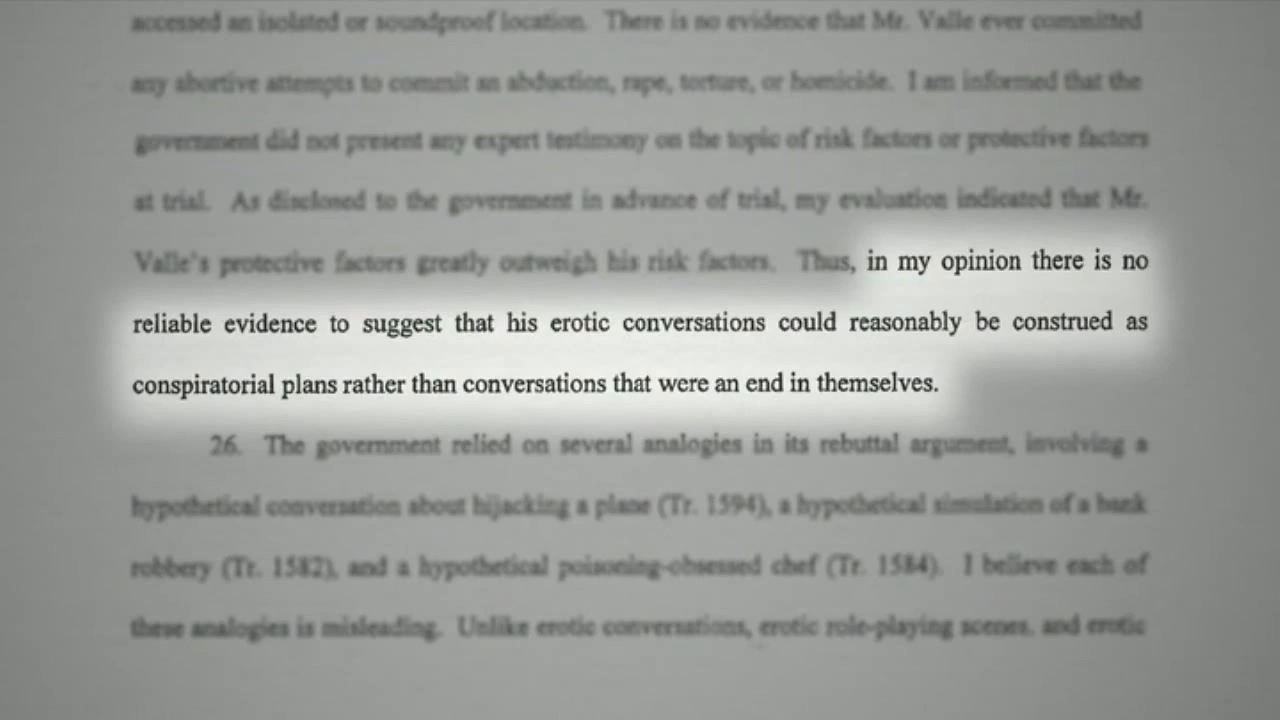 accessed an isolated or soundproof location. There is no evidence that Mr. Valle ever committed
any abortive attempts to commit an abduction, rape, torture, or homicide. I am informed that the
government did not present any expert testimony on the topic of risk factors or protective factors
at trial. As disclosed to the government in advance of trial, my evaluation indicated that Mr.
Valle's protective factors greatly outweigh his risk factors. Thus, in my opinion there is no
reliable evidence to suggest that his erotic conversations could reasonably be construed as
conspiratorial plans rather than conversations that were an end in themselves.
26. The government relied on several analogies in its rebuttal argument, involving a
hypothetical conversation about hijacking a plane (Tr. 1594), a hypothetical simulation of a bank
robbery (Tr. 1582), and a hypothetical poisoning-obsessed chef (Tr. 1584). I believe each of
these analogies is misleading. Unlike erotic conversations, erotic role-playing scenes, and erotic